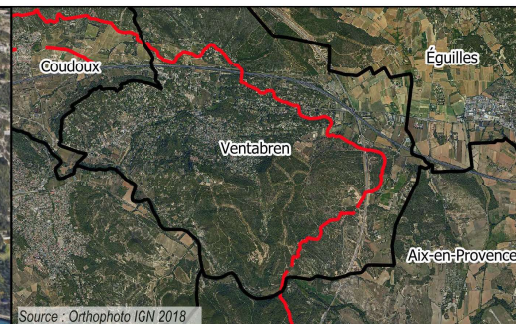 Éguilles
Coudoux
Ventabren
Aix-en-Provence
Source : Orthophoto IGN 2018